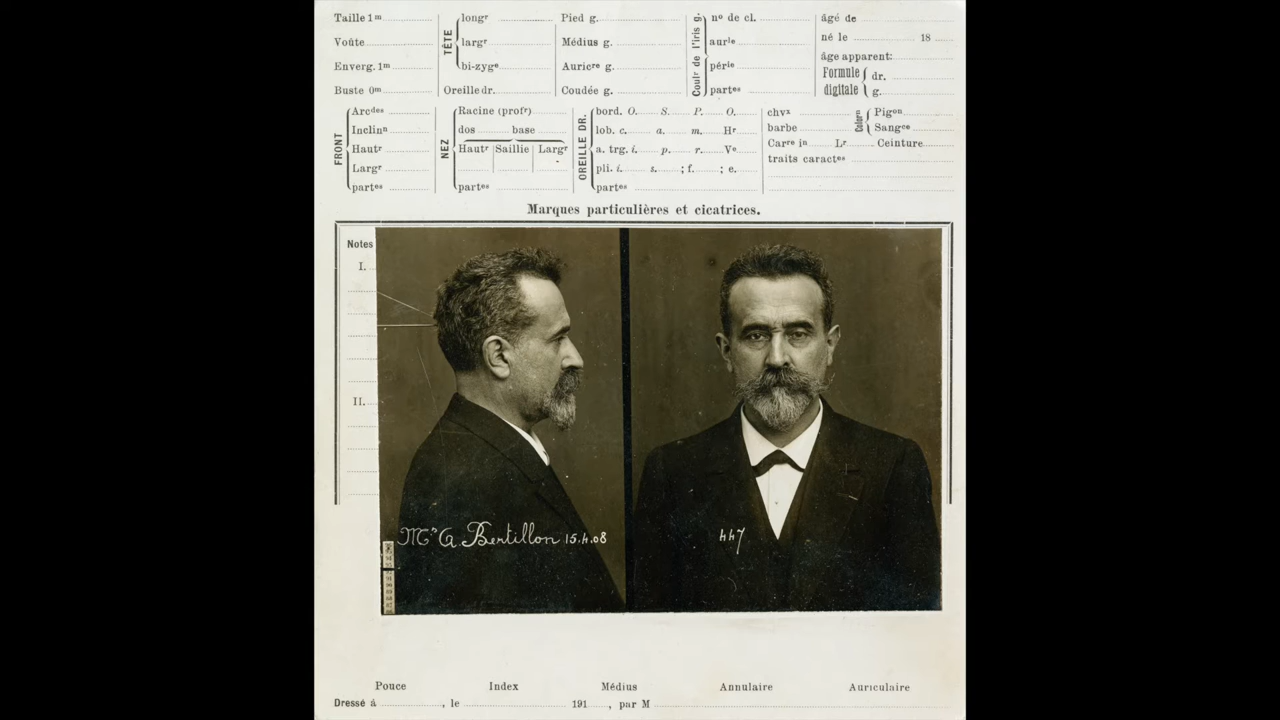 Taille 1m longr Pied g. nº de cl. âgé de
Voûte TÊTE largr Médius g. Coulr de l'iris g. aurle né le 18
Enverg. 1m bi-zyge Auricre g. périe âge apparent:
Buste 0m Oreille dr. Coudée g. partes Formule digitale dr. g.
FRONT Arcdes NEZ Racine (profr) OREILLE DR. bord. O. S. P. O. chvx Colorn Pigon
Inclinn dos base lob. c. a. m. Hr barbe Sangce
Hautr Hautr Saillie Largr a. trg. i. p. r. Ve Carre in Lr Ceinture
Largr pli. i. s. ; f. ; e. traits caractes
partes partes partes
Marques particulières et cicatrices.
Notes
I.
II.
Mr A. Bertillon 15.4.08 447
Pouce Index Médius Annulaire Auriculaire
Dressé à , le 191 , par M